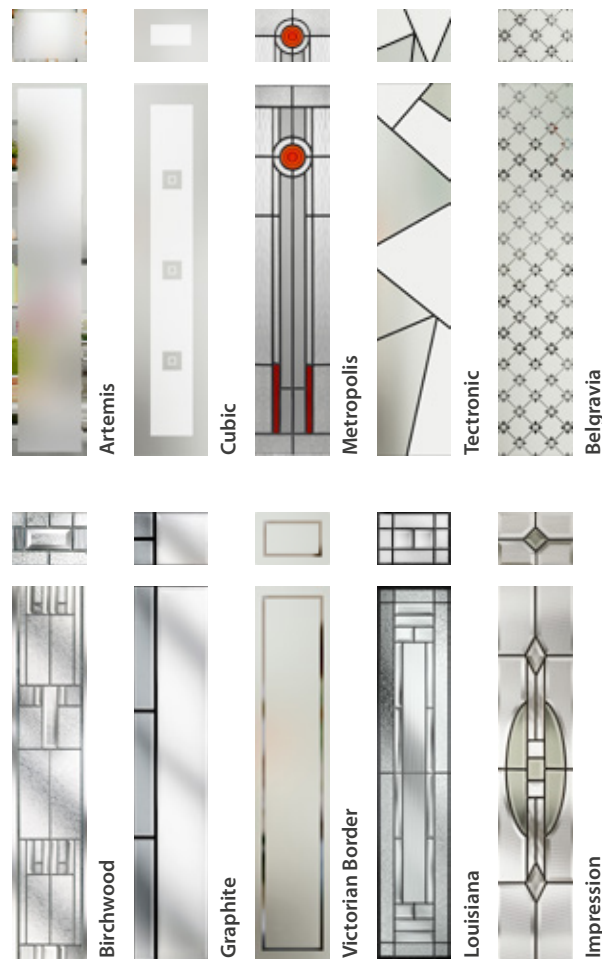 Artemis
Cubic
Metropolis
Tectronic
Belgravia
Birchwood
Graphite
Victorian Border
Louisiana
Impression